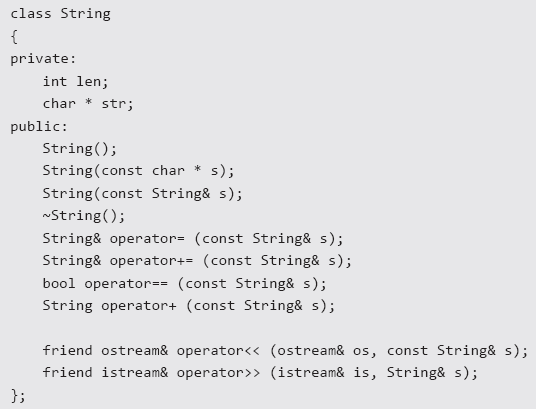 class String
{
private:
    int len;
    char * str;
public:
    String();
    String(const char * s);
    String(const String& s);
    ~String();
    String& operator= (const String& s);
    String& operator+= (const String& s);
    bool operator== (const String& s);
    String operator+ (const String& s);

    friend ostream& operator<< (ostream& os, const String& s);
    friend istream& operator>> (istream& is, String& s);
};